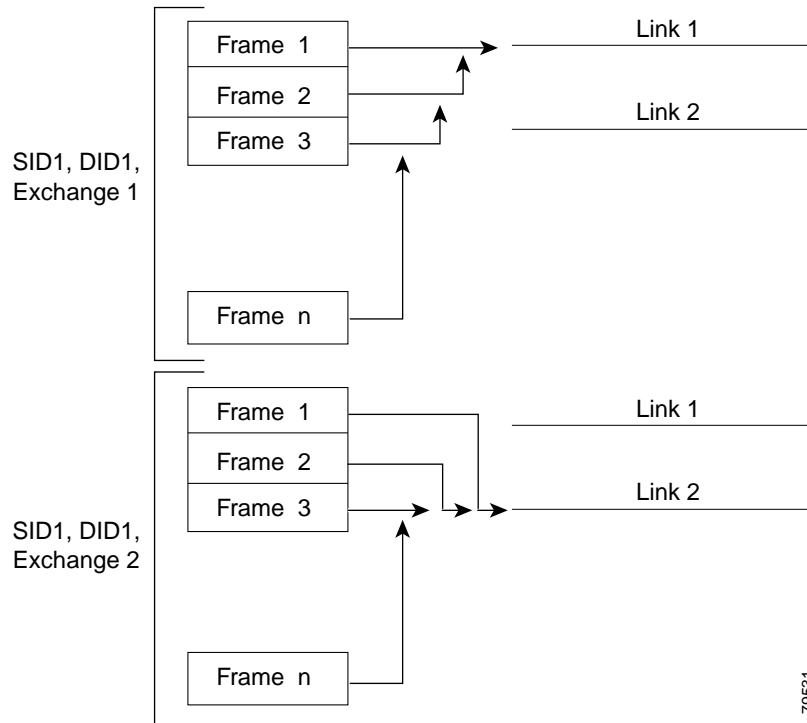 Frame 1
Link 1
Frame 2
Link 2
Frame 3
SID1, DID1,
Exchange 1
Frame n
Frame 1
Link 1
Frame 2
Link 2
Frame 3
SID1, DID1,
Exchange 2
Frame n
79531